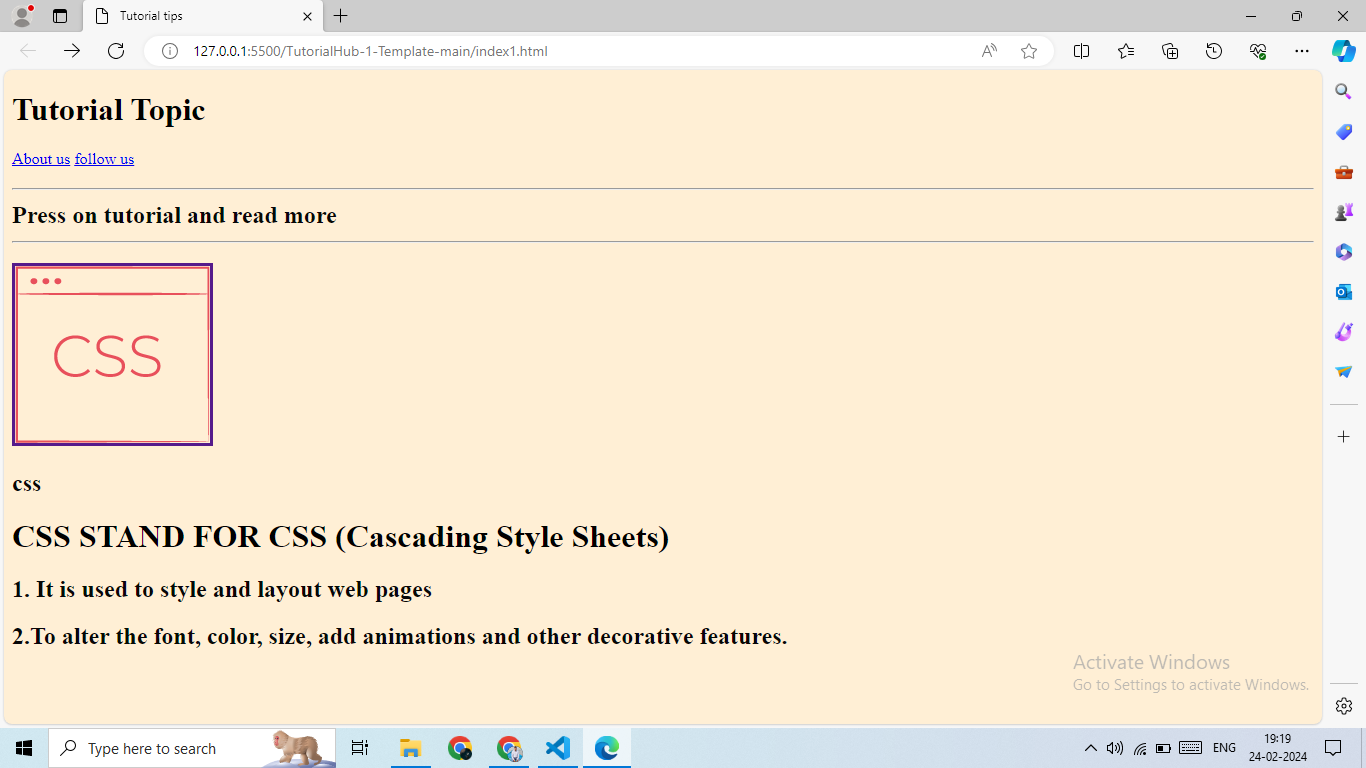 Tutorial tips
127.0.0.1:5500/TutorialHub-1-Template-main/index1.html
Tutorial Topic
About us follow us
Press on tutorial and read more
CSS
css
CSS STAND FOR CSS (Cascading Style Sheets)
1. It is used to style and layout web pages
2.To alter the font, color, size, add animations and other decorative features.
Activate Windows
Go to Settings to activate Windows.
Type here to search
ENG
19:19
24-02-2024